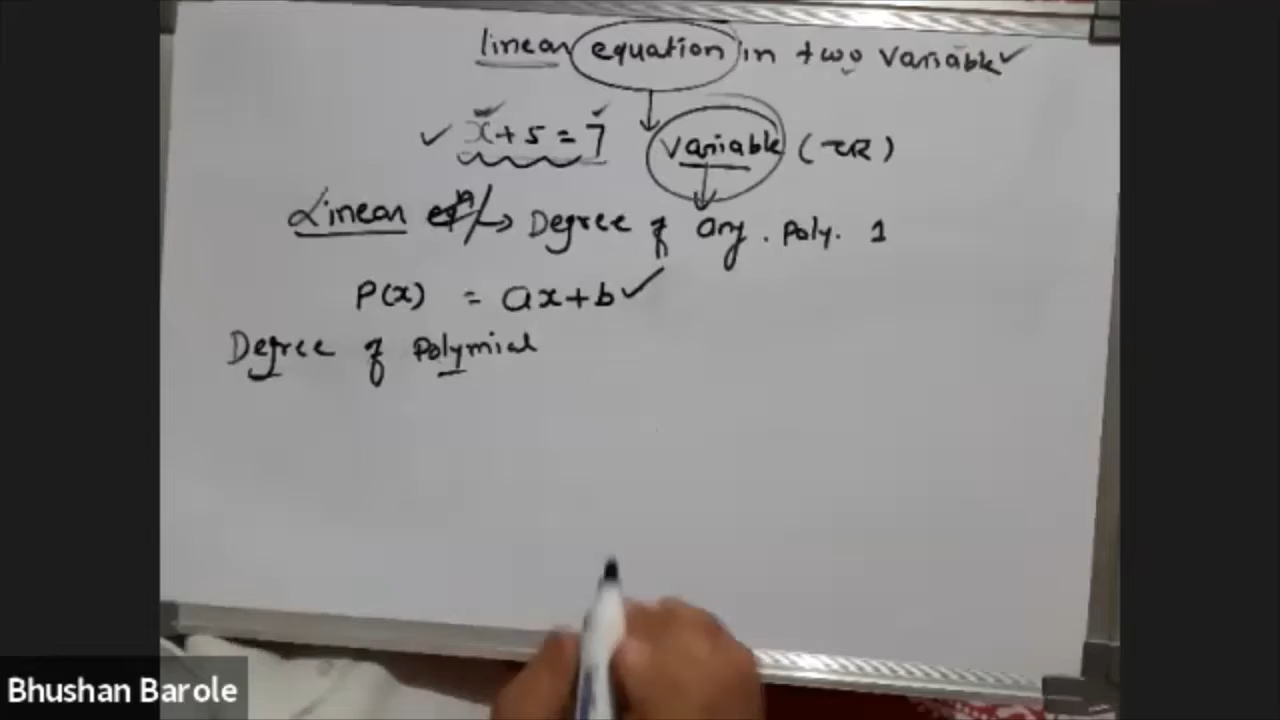 linear equation in two variable ✓
✓ x + 5 = 7 variable
Linear eqn → Degree of any. Poly. 1
P(x) = ax+b ✓
Degree of Polymial
Bhushan Barole